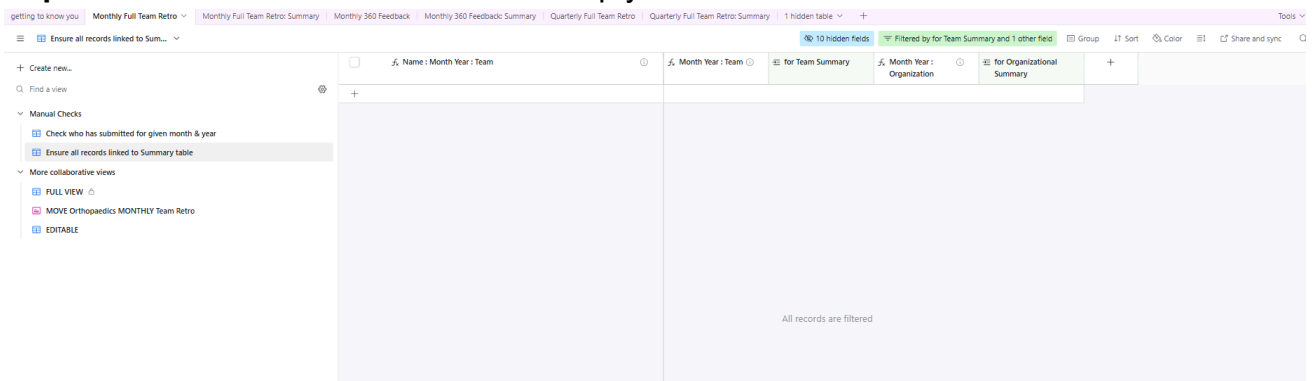 getting to know you Monthly Full Team Retro Monthly Full Team Retro: Summary Monthly 360 Feedback Monthly 360 Feedback: Summary Quarterly Full Team Retro Quarterly Full Team Retro: Summary 1 hidden table + Tools
Ensure all records linked to Sum... 10 hidden fields Filtered by for Team Summary and 1 other field Group Sort Color Share and sync
+ Create new...
Find a view
Manual Checks
Check who has submitted for given month & year
Ensure all records linked to Summary table
More collaborative views
FULL VIEW
MOVE Orthopaedics MONTHLY Team Retro
EDITABLE
Name : Month Year : Team Month Year : Team for Team Summary Month Year : for Organizational +
Organization Summary
+
All records are filtered